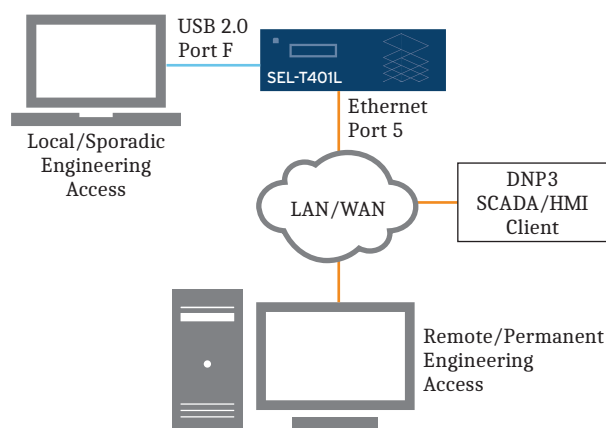 USB 2.0
Port F
SEL-T401L
Ethernet
Port 5
Local/Sporadic
Engineering
Access
LAN/WAN
DNP3
SCADA/HMI
Client
Remote/Permanent
Engineering
Access